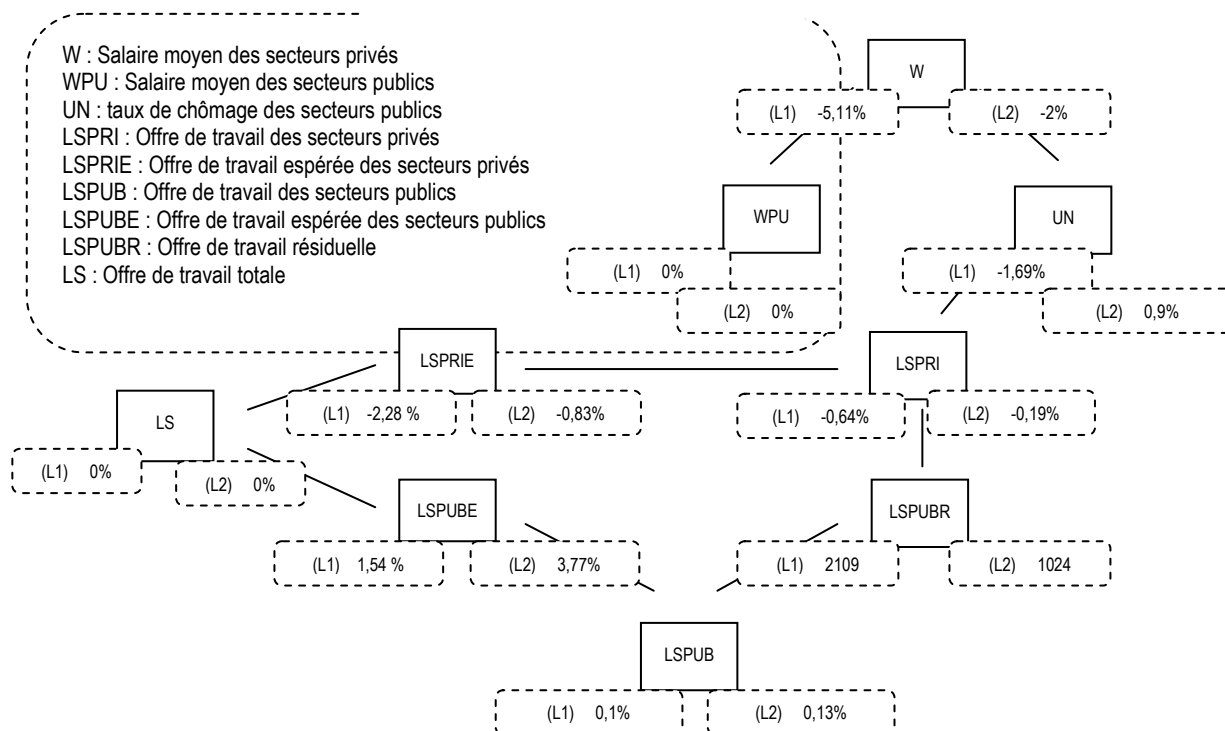 W : Salaire moyen des secteurs privés
WPU : Salaire moyen des secteurs publics
UN : taux de chômage des secteurs publics
LSPRI : Offre de travail des secteurs privés
LSPRIE : Offre de travail espérée des secteurs privés
LSPUB : Offre de travail des secteurs publics
LSPUBE : Offre de travail espérée des secteurs publics
LSPUBR : Offre de travail résiduelle
LS : Offre de travail totale
W
(L1) -5,11%
(L2) -2%
WPU
(L1) 0%
(L2) 0%
UN
(L1) -1,69%
(L2) 0,9%
LSPRIE
(L1) -2,28 %
(L2) -0,83%
LSPRI
(L1) -0,64%
(L2) -0,19%
LS
(L1) 0%
(L2) 0%
LSPUBE
(L1) 1,54 %
(L2) 3,77%
LSPUBR
(L1) 2109
(L2) 1024
LSPUB
(L1) 0,1%
(L2) 0,13%